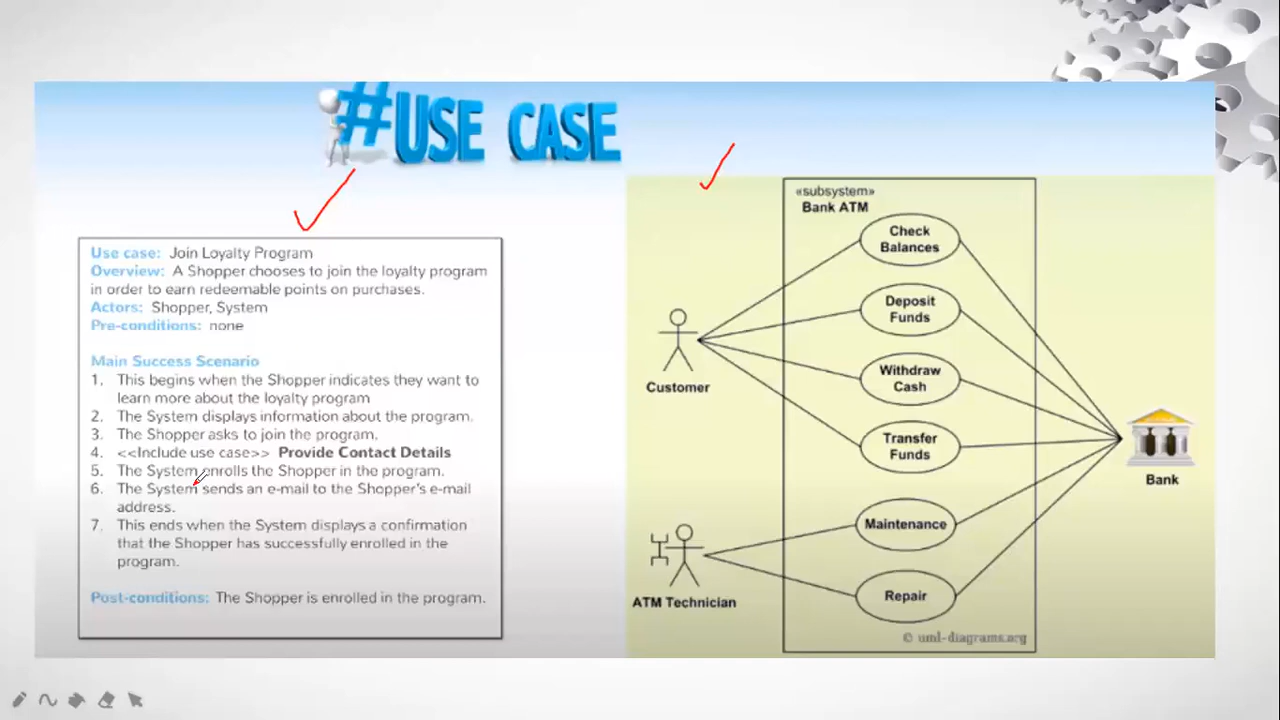 #USE CASE
Use case: Join Loyalty Program
Overview: A Shopper chooses to join the loyalty program
in order to earn redeemable points on purchases.
Actors: Shopper, System
Pre-conditions: none
Main Success Scenario
1. This begins when the Shopper indicates they want to
learn more about the loyalty program
2. The System displays information about the program.
3. The Shopper asks to join the program.
4. <<Include use case>> Provide Contact Details
5. The System enrolls the Shopper in the program.
6. The System sends an e-mail to the Shopper's e-mail
address.
7. This ends when the System displays a confirmation
that the Shopper has successfully enrolled in the
program.
Post-conditions: The Shopper is enrolled in the program.
«subsystem»
Bank ATM
Check
Balances
Deposit
Funds
Withdraw
Cash
Transfer
Funds
Maintenance
Repair
Customer
ATM Technician
Bank
© uml-diagrams.org